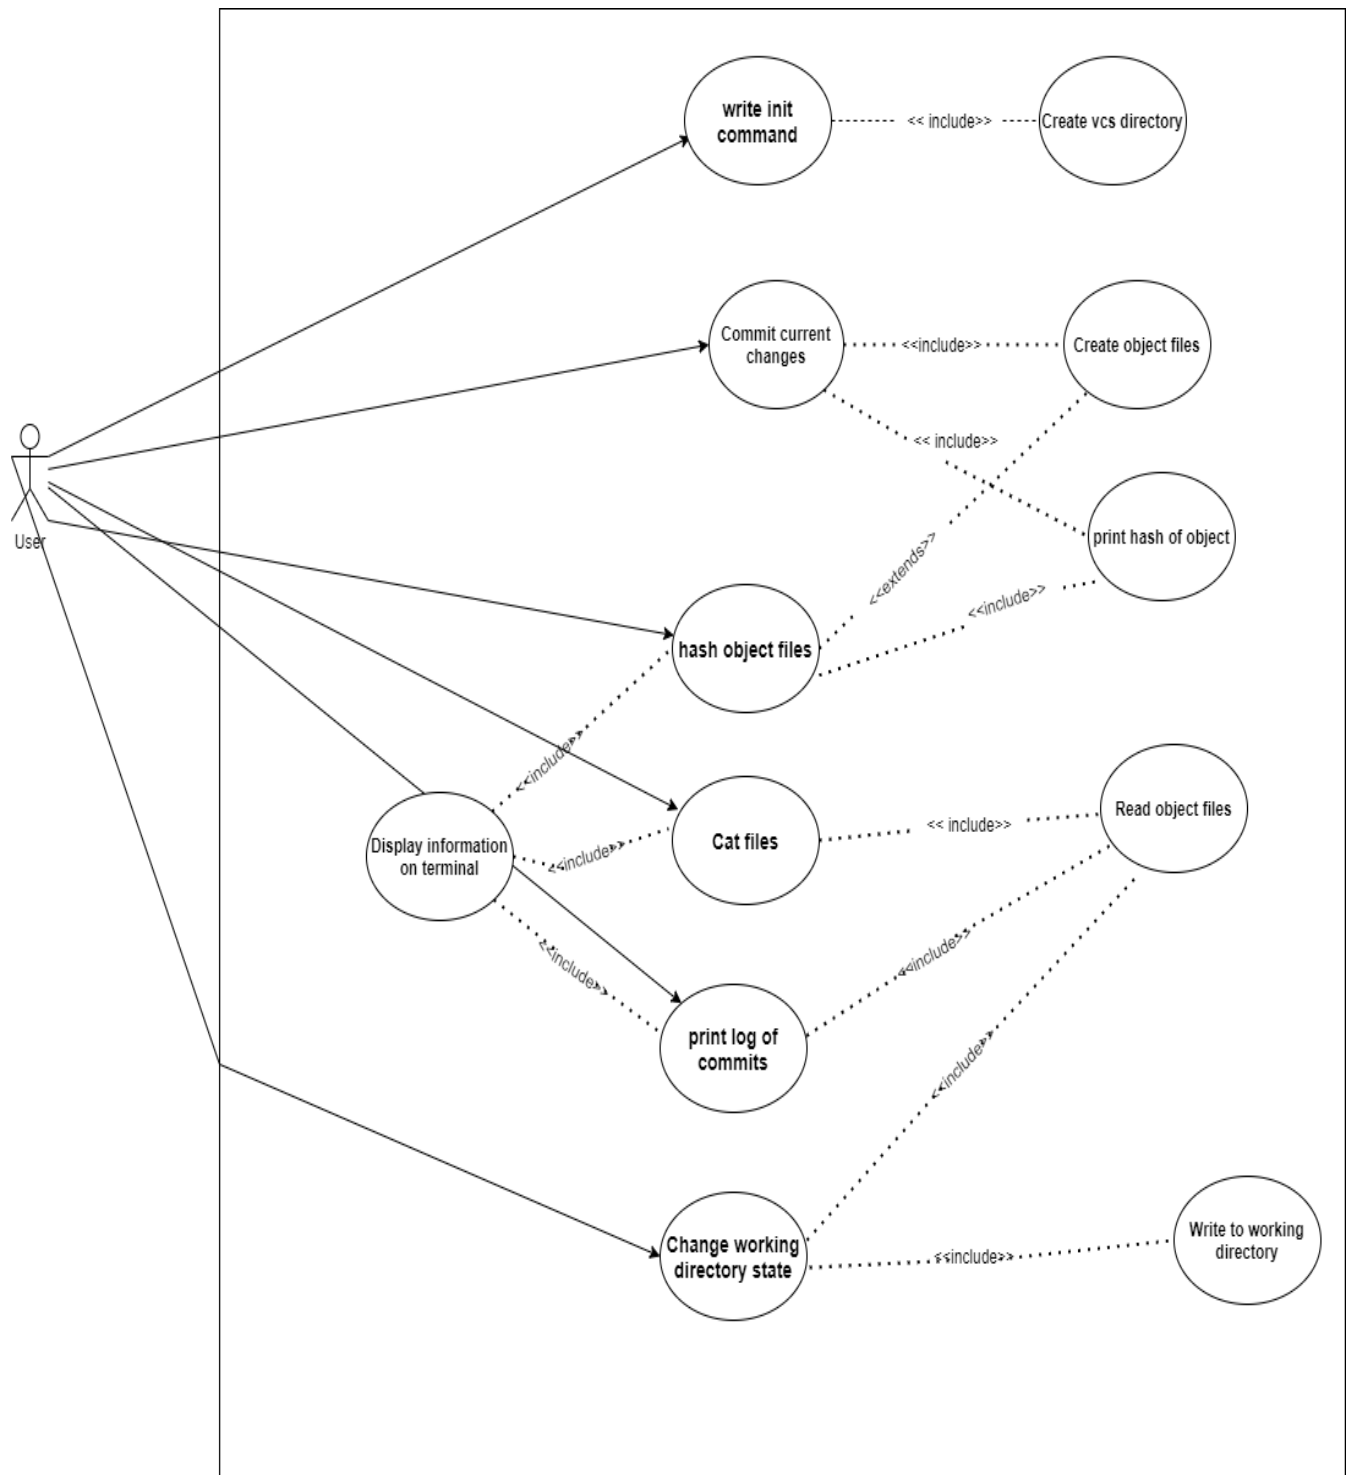 write init
command
<< include>>
Create vcs directory
Commit current
changes
<<include>>
Create object files
<< include>>
print hash of object
User
<<extends>>
<<include>>
hash object files
<<include>>
Display information
on terminal
<<include>>
Cat files
<< include>>
Read object files
<<include>>
<<include>>
print log of
commits
<<include>>
Change working
directory state
<<include>>
Write to working
directory